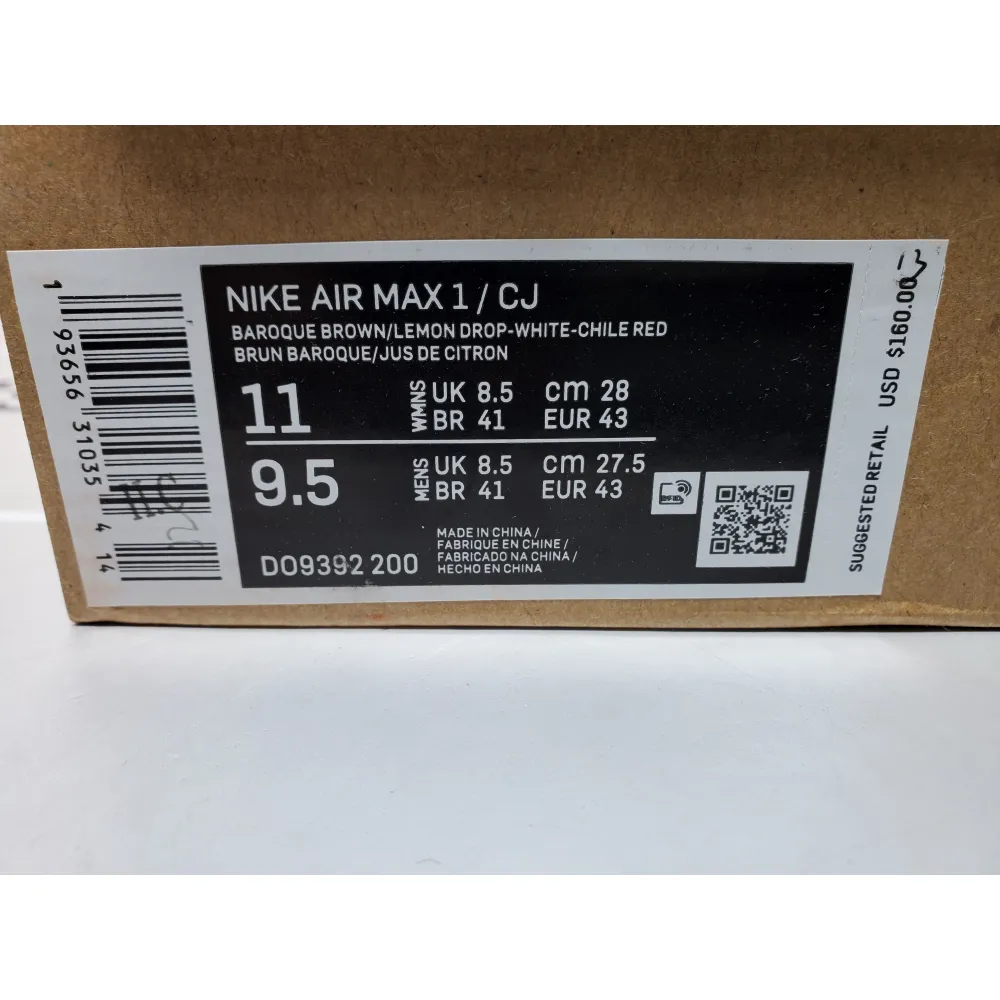 NIKE AIR MAX 1 / CJ
BAROQUE BROWN/LEMON DROP-WHITE-CHILE RED
BRUN BAROQUE/JUS DE CITRON
11 WMNS UK 8.5 cm 28
BR 41 EUR 43
9.5 MENS UK 8.5 cm 27.5
BR 41 EUR 43
DO9392 200
MADE IN CHINA /
FABRIQUE EN CHINE /
FABRICADO NA CHINA /
HECHO EN CHINA
1 93656 31035 4 14
SUGGESTED RETAIL USD $160.00